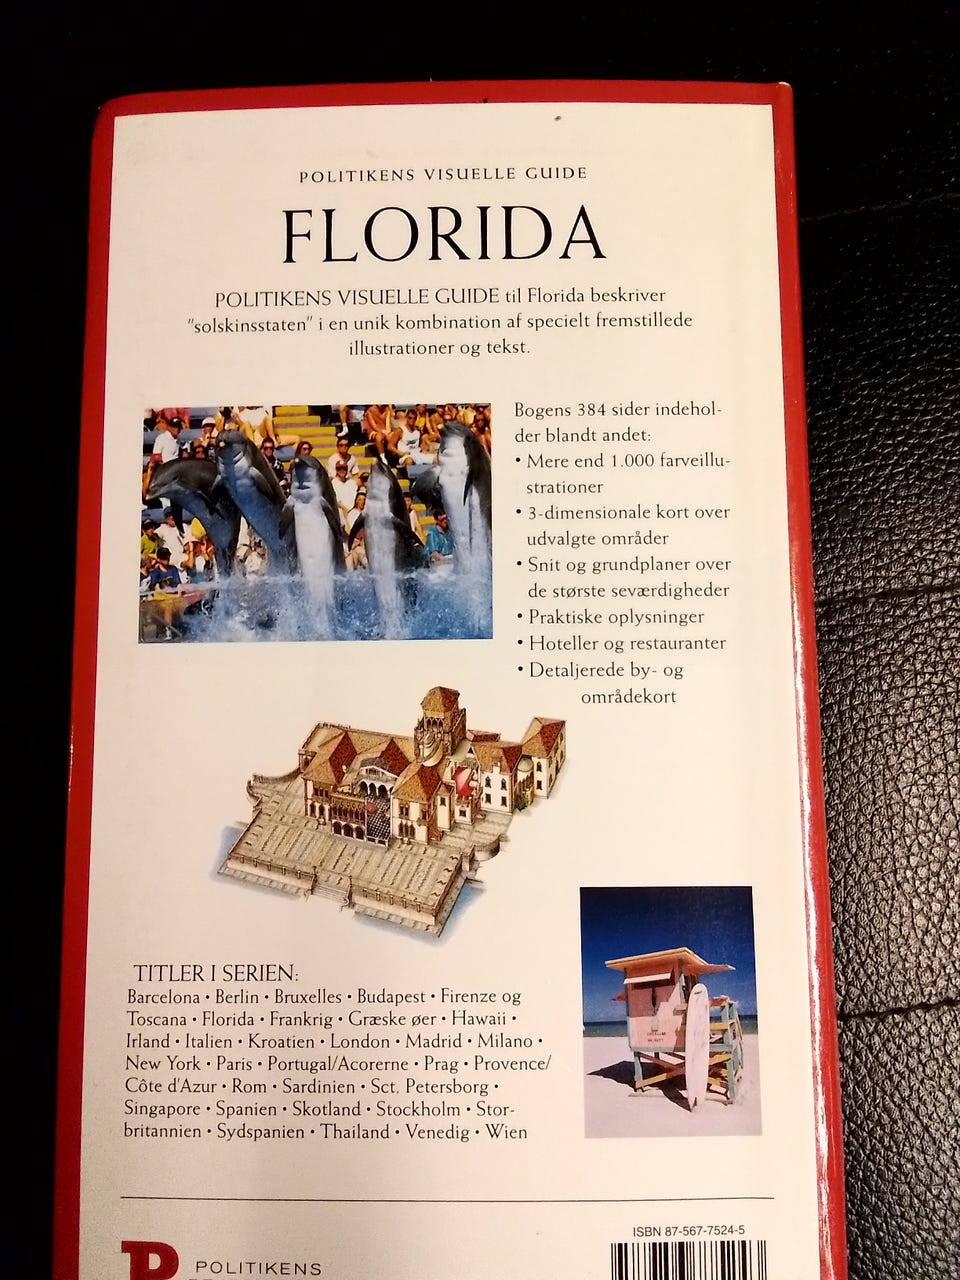 POLITIKENS VISUELLE GUIDE
FLORIDA
POLITIKENS VISUELLE GUIDE til Florida beskriver
"solskinsstaten" i en unik kombination af specielt fremstillede
illustrationer og tekst.
Bogens 384 sider indehol-
der blandt andet:
• Mere end 1.000 farveillu-
strationer
• 3-dimensionale kort over
udvalgte områder
• Snit og grundplaner over
de største seværdigheder
• Praktiske oplysninger
• Hoteller og restauranter
• Detaljerede by- og
områdekort
TITLER I SERIEN:
Barcelona • Berlin • Bruxelles • Budapest • Firenze og
Toscana • Florida • Frankrig • Græske øer • Hawaii •
Irland • Italien • Kroatien • London • Madrid • Milano •
New York • Paris • Portugal/Acorerne • Prag • Provence/
Côte d'Azur • Rom • Sardinien • Sct. Petersborg •
Singapore • Spanien • Skotland • Stockholm • Stor-
britannien • Sydspanien • Thailand • Venedig • Wien
ISBN 87-567-7524-5
P
POLITIKENS